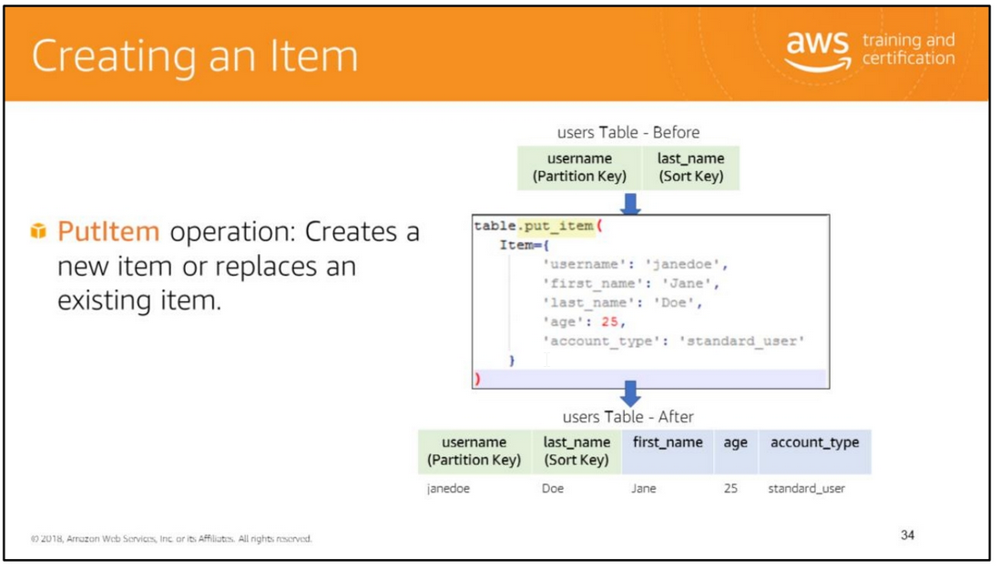 Creating an Item
aws training and
certification
PutItem operation: Creates a
new item or replaces an
existing item.
users Table - Before
username last_name
(Partition Key) (Sort Key)
table.put_item(
Item={
'username': 'janedoe',
'first_name': 'Jane',
'last_name': 'Doe',
'age': 25,
'account_type': 'standard_user'
}
)
users Table - After
username last_name first_name age account_type
(Partition Key) (Sort Key)
janedoe Doe Jane 25 standard_user
© 2018, Amazon Web Services, Inc. or its Affiliates. All rights reserved.
34